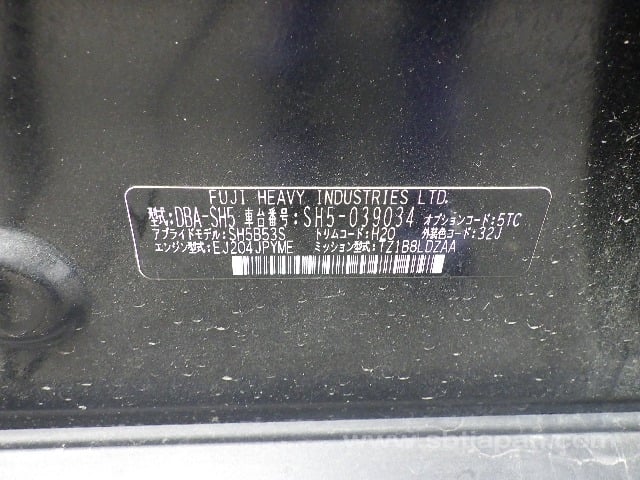 FUJI HEAVY INDUSTRIES LTD.
型式:DBA-SH5 車台番号:SH5-039034 オプションコード:5TC
アプライドモデル:SH5B53S トリムコード:H20 外装色コード:32J
エンジン型式:EJ204JPYME ミッション型式:TZ1B8LDZAA
www.sbtjapan.com